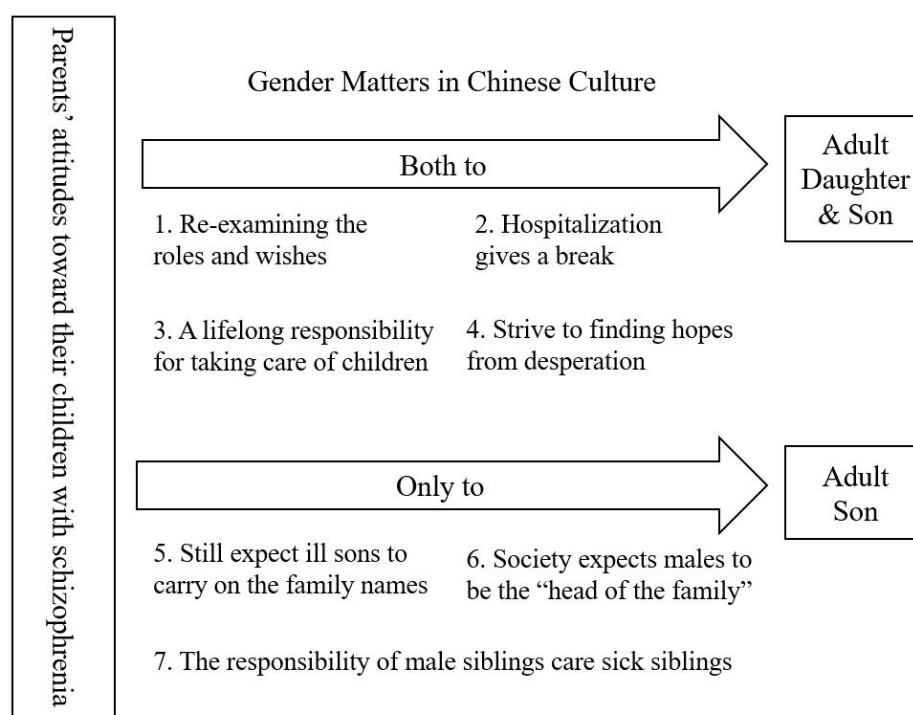 Parents' attitudes toward their children with schizophrenia
Gender Matters in Chinese Culture
Both to
Adult
Daughter
& Son
1. Re-examining the
roles and wishes
2. Hospitalization
gives a break
3. A lifelong responsibility
for taking care of children
4. Strive to finding hopes
from desperation
Only to
Adult
Son
5. Still expect ill sons to
carry on the family names
6. Society expects males to
be the “head of the family”
7. The responsibility of male siblings care sick siblings